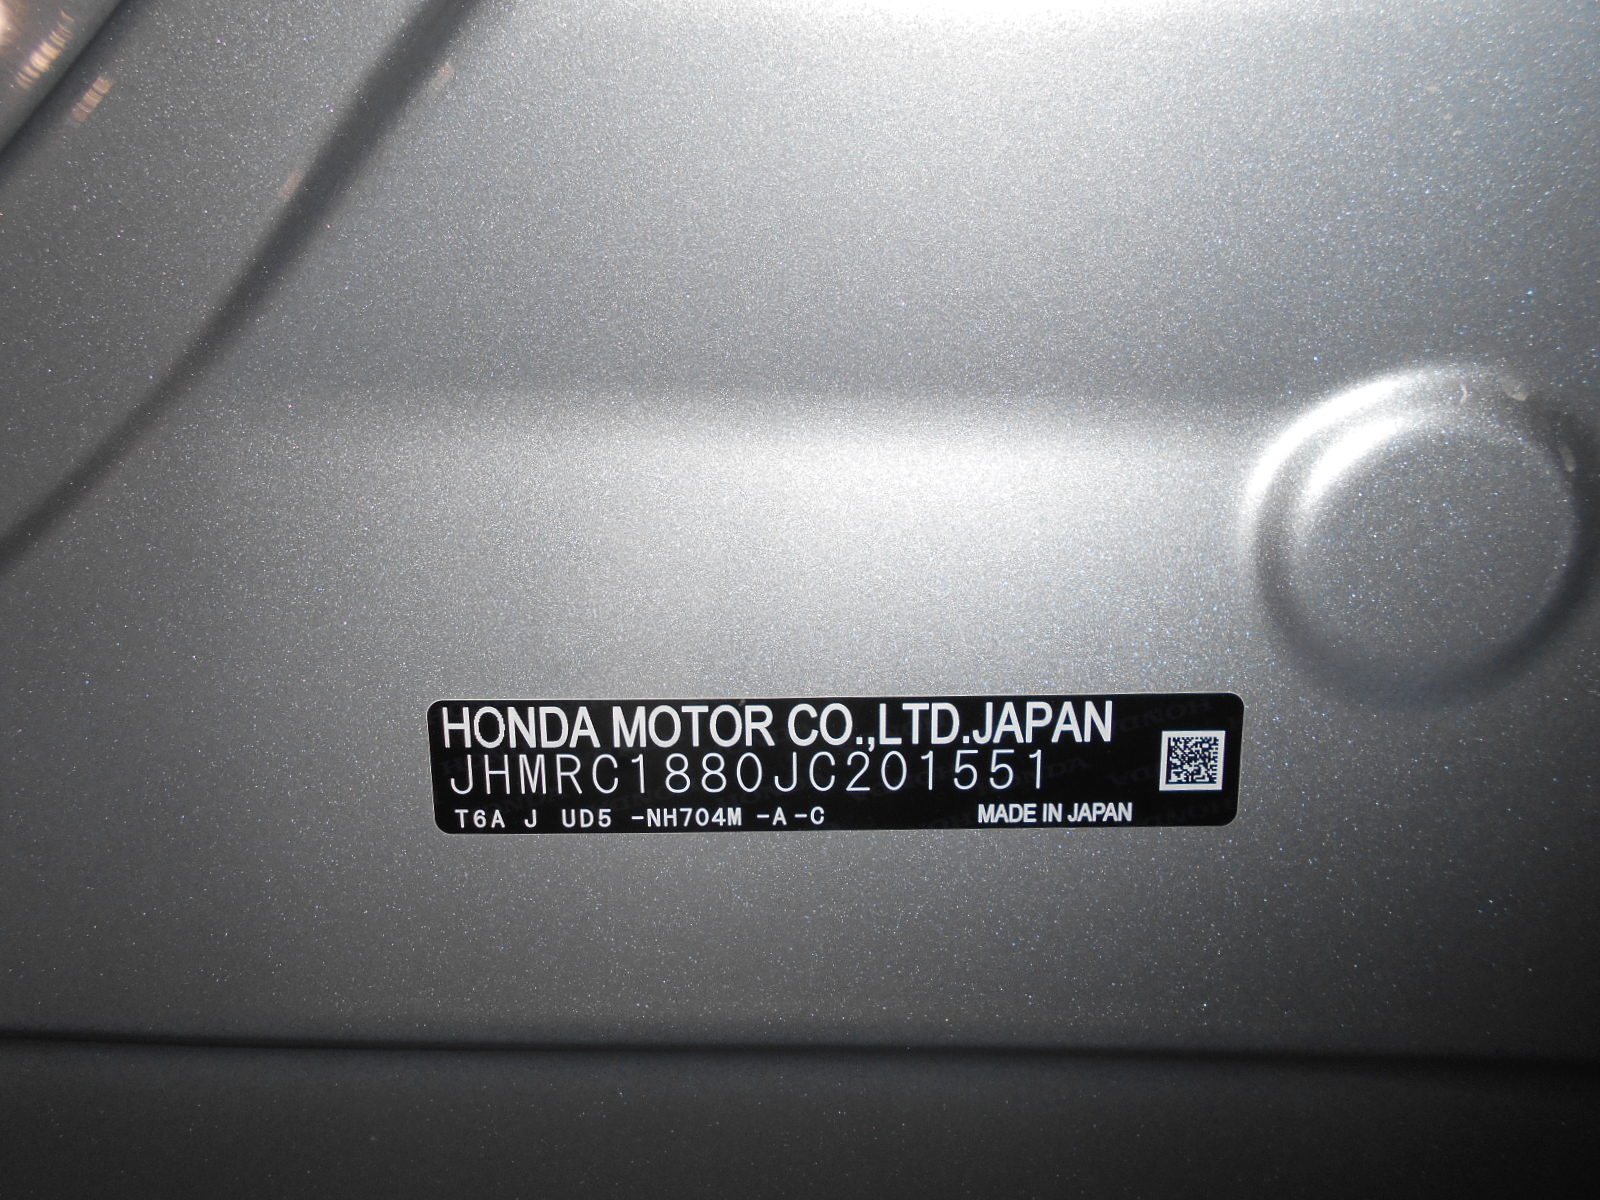 HONDA MOTOR CO.,LTD.JAPAN
JHMRC1880JC201551
T6A J UD5 -NH704M -A-C
MADE IN JAPAN